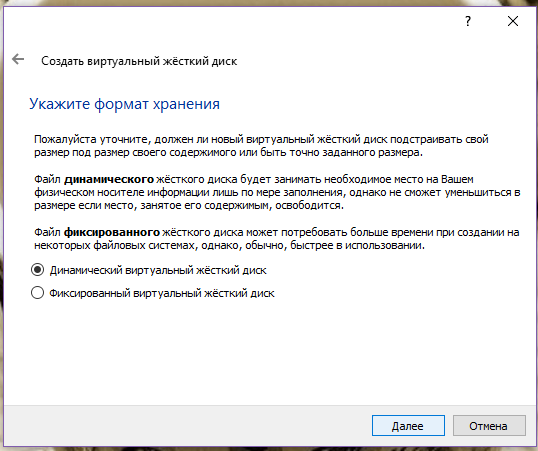 ?
Создать виртуальный жёсткий диск
Укажите формат хранения
Пожалуйста уточните, должен ли новый виртуальный жёсткий диск подстраивать свой
размер под размер своего содержимого или быть точно заданного размера.
Файл динамического жёсткого диска будет занимать необходимое место на Вашем
физическом носителе информации лишь по мере заполнения, однако не сможет уменьшиться в
размере если место, занятое его содержимым, освободится.
Файл фиксированного жёсткого диска может потребовать больше времени при создании на
некоторых файловых системах, однако, обычно, быстрее в использовании.
Динамический виртуальный жёсткий диск
Фиксированный виртуальный жёсткий диск
Далее
Отмена